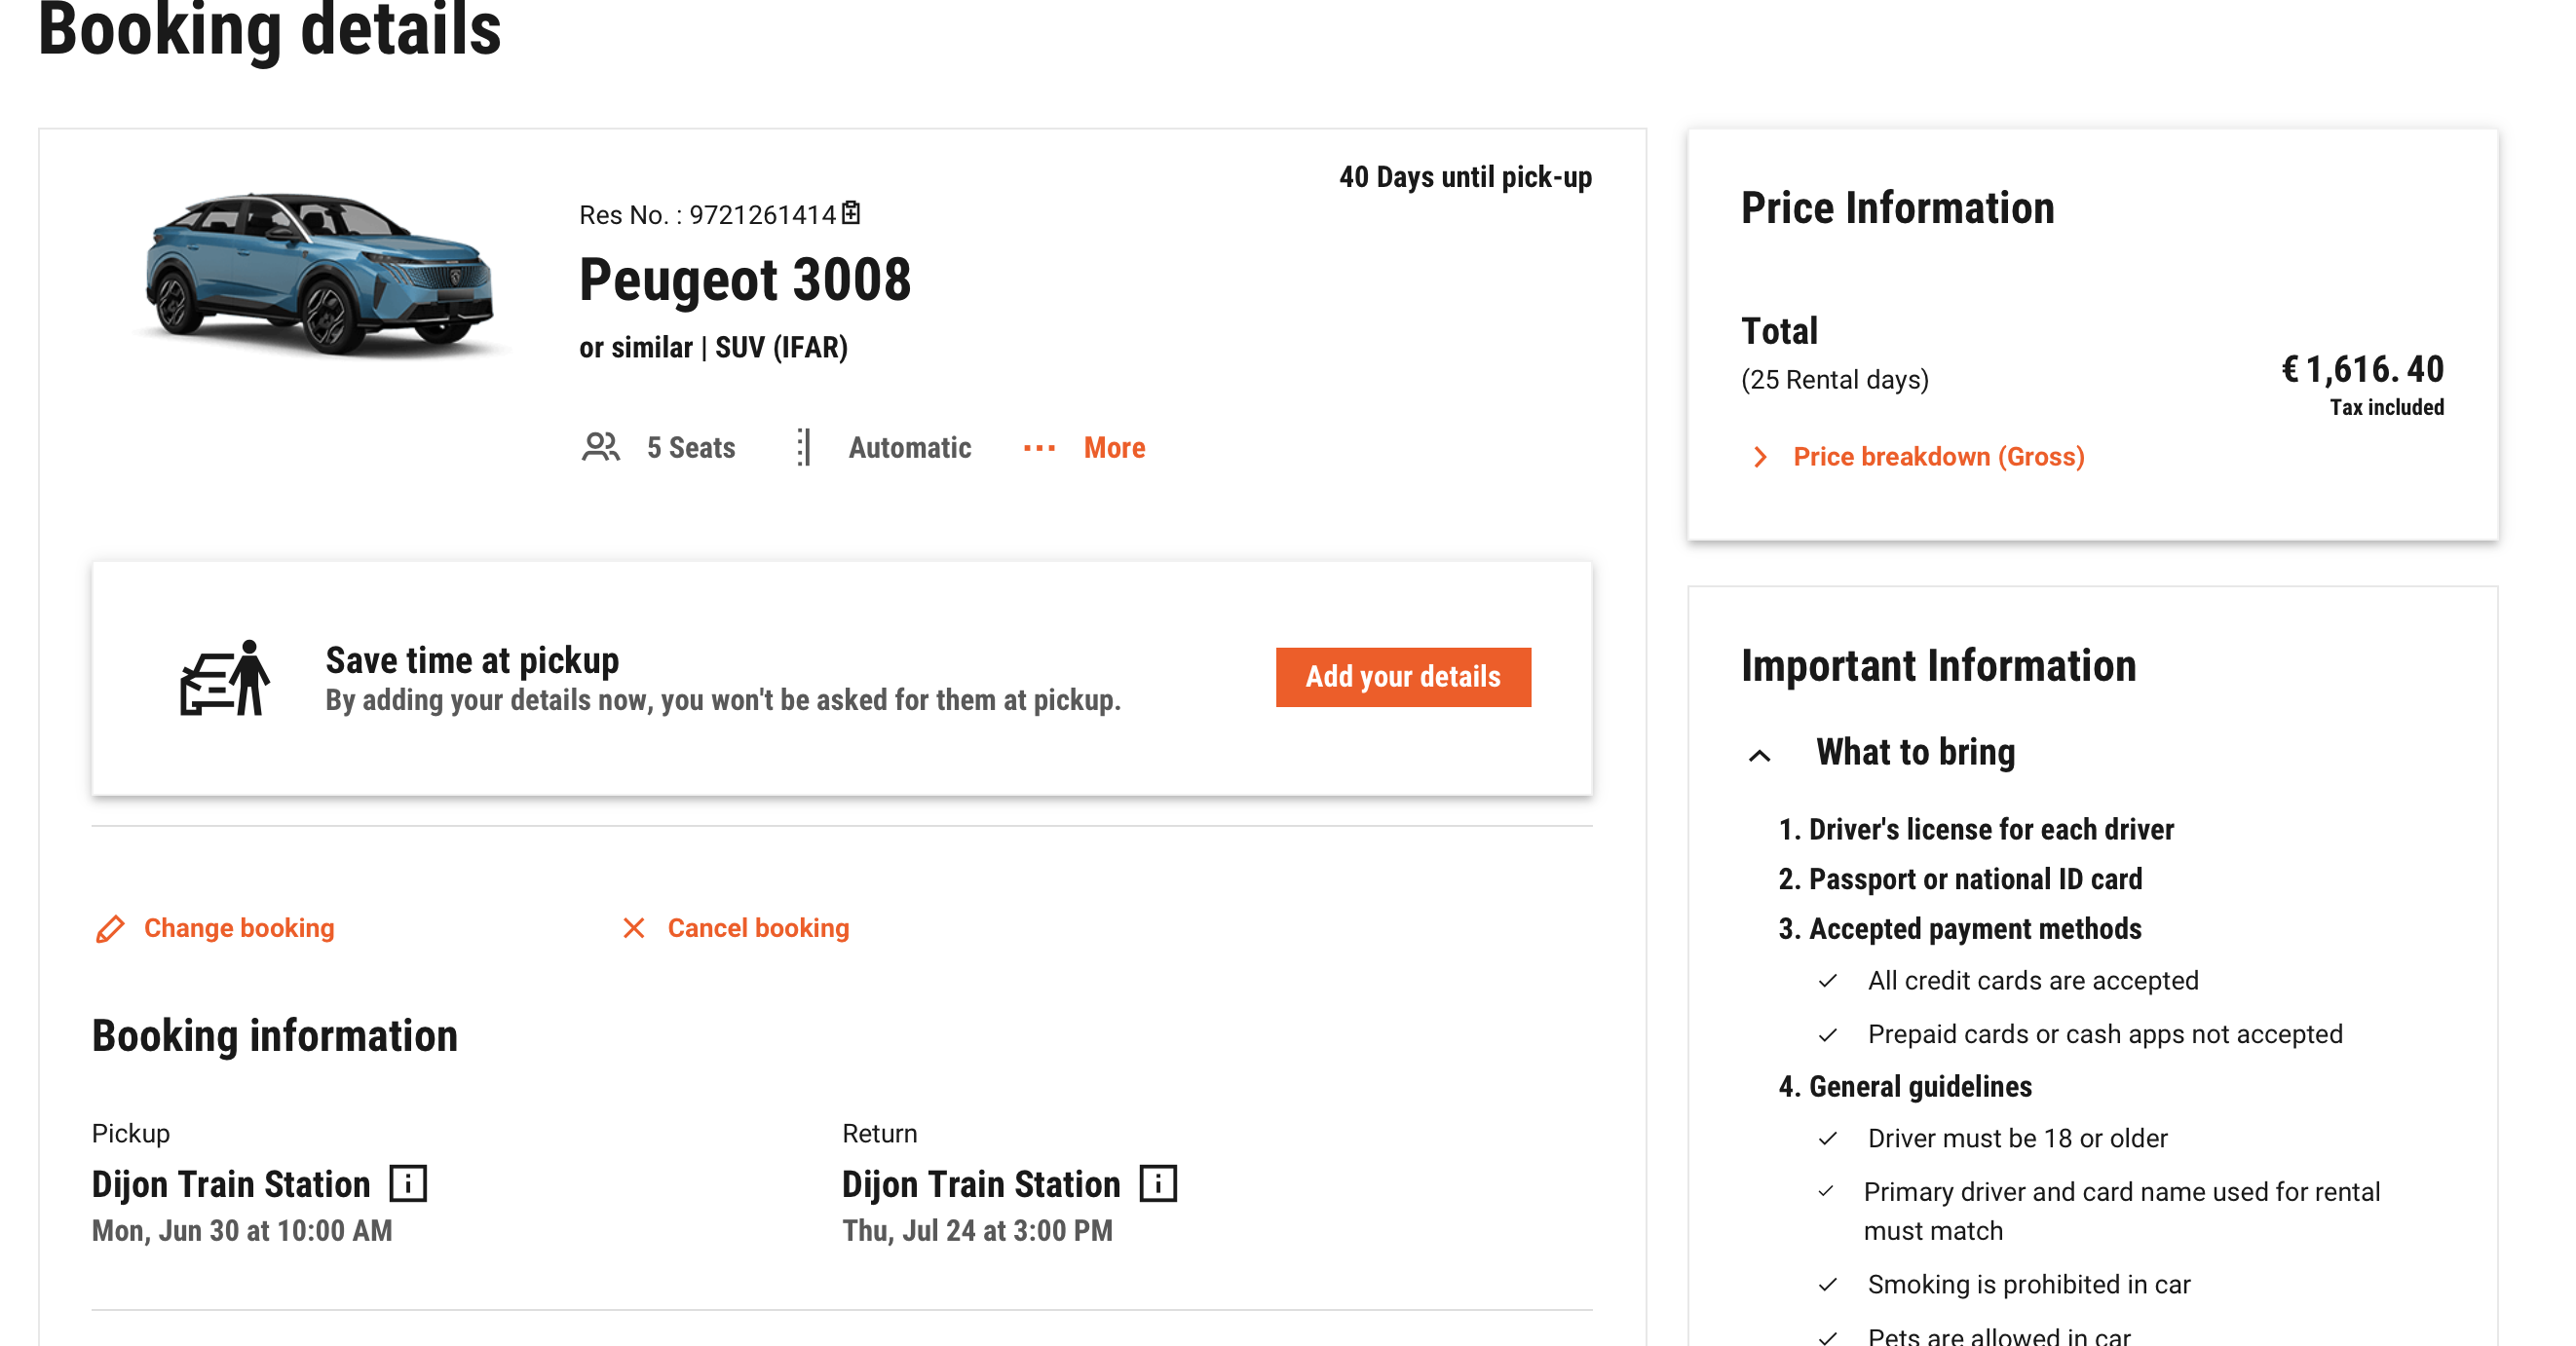 Booking details
40 Days until pick-up
Res No. : 9721261414
Peugeot 3008
or similar | SUV (IFAR)
5 Seats
Automatic
More
Save time at pickup
By adding your details now, you won't be asked for them at pickup.
Add your details
Change booking
Cancel booking
Booking information
Pickup
Dijon Train Station
Mon, Jun 30 at 10:00 AM
Return
Dijon Train Station
Thu, Jul 24 at 3:00 PM
Price Information
Total
(25 Rental days)
€ 1,616. 40
Tax included
Price breakdown (Gross)
Important Information
What to bring
1. Driver's license for each driver
2. Passport or national ID card
3. Accepted payment methods
All credit cards are accepted
Prepaid cards or cash apps not accepted
4. General guidelines
Driver must be 18 or older
Primary driver and card name used for rental
must match
Smoking is prohibited in car
Pets are allowed in car